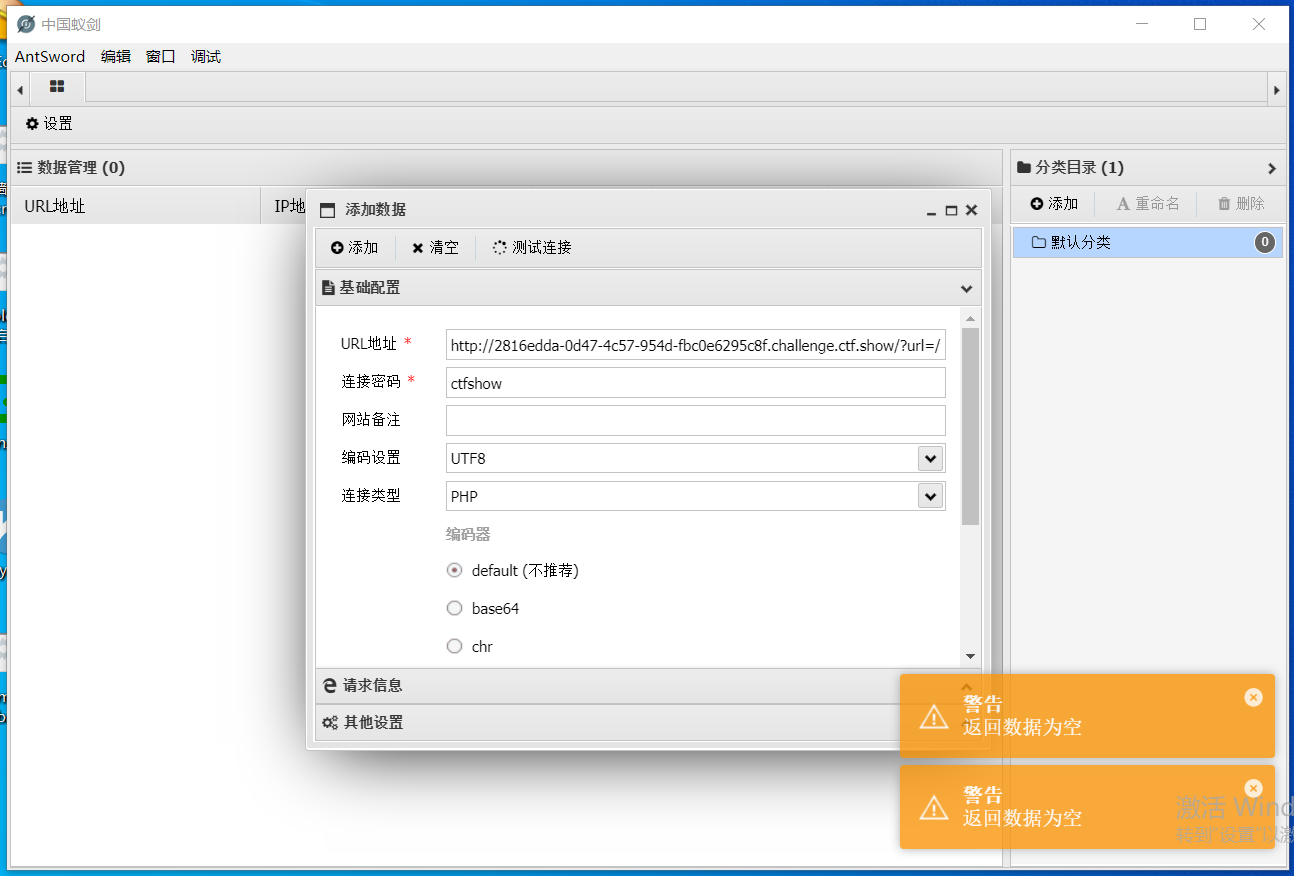 中国蚁剑
AntSword 编辑 窗口 调试
设置
数据管理 (0)
分类目录 (1)
URL地址
IP地
添加 重命名 删除
默认分类 0
添加数据
添加 清空 测试连接
基础配置
URL地址 * http://2816edda-0d47-4c57-954d-fbc0e6295c8f.challenge.ctf.show/?url=/
连接密码 * ctfshow
网站备注
编码设置 UTF8
连接类型 PHP
编码器
default (不推荐)
base64
chr
请求信息
其他设置
警告
返回数据为空
警告
返回数据为空
激活 Wind
转到"设置"以激